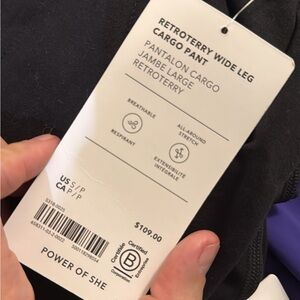 RETROTERRY WIDE LEG
CARGO PANT
PANTALON CARGO
JAMBE LARGE
RETROTERRY
BREATHABLE
RESPIRANT
ALL-AROUND
STRETCH
EXTENSIBILITÉ
INTÉGRALE
US S/P
CA P/P
$109.00
POWER OF SHE
Certified
B
Corporation